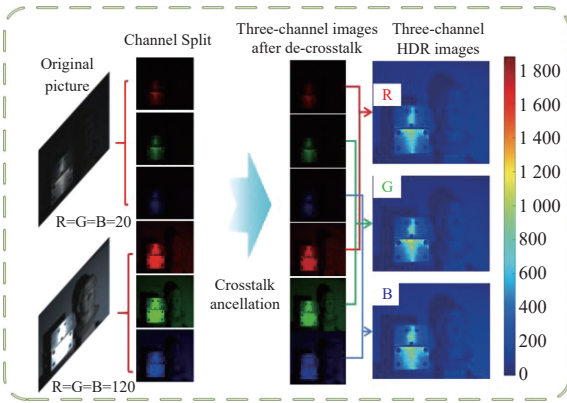 Channel Split
Three-channel images
after de-crosstalk
Three-channel
HDR images
Original
picture
R=G=B=20
R=G=B=120
Crosstalk
ancellation
R
G
B
1 800
1 600
1 400
1 200
1 000
800
600
400
200
0